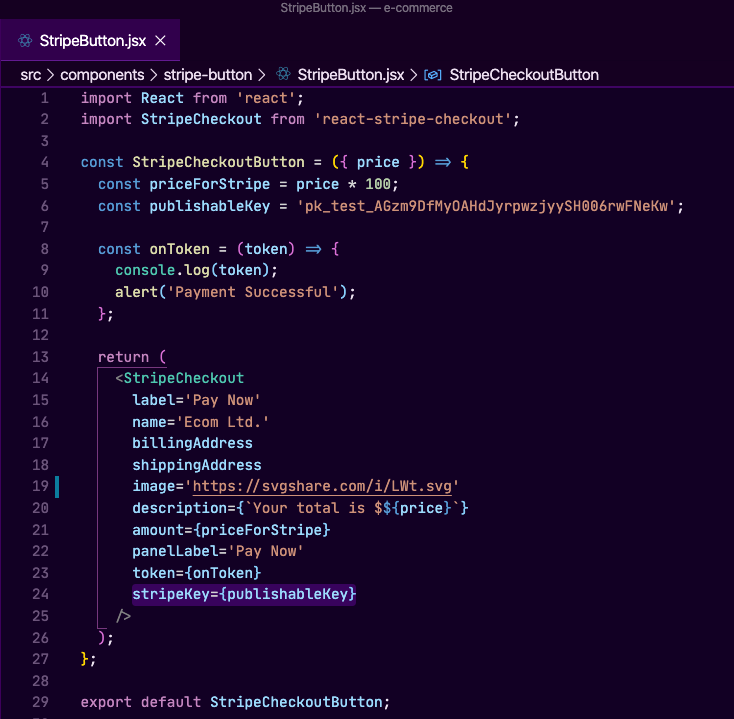 StripeButton.jsx — e-commerce
StripeButton.jsx ×
src > components > stripe-button > StripeButton.jsx > StripeCheckoutButton
1 import React from 'react';
2 import StripeCheckout from 'react-stripe-checkout';
3
4 const StripeCheckoutButton = ({ price }) => {
5 const priceForStripe = price * 100;
6 const publishableKey = 'pk_test_AGzm9DfMyOAHdJyrpwzjyySH006rwFNeKw';
7
8 const onToken = (token) => {
9 console.log(token);
10 alert('Payment Successful');
11 };
12
13 return (
14 <StripeCheckout
15 label='Pay Now'
16 name='Ecom Ltd.'
17 billingAddress
18 shippingAddress
19 image='https://svgshare.com/i/LWt.svg'
20 description={`Your total is $${price}`}
21 amount={priceForStripe}
22 panelLabel='Pay Now'
23 token={onToken}
24 stripeKey={publishableKey}
25 />
26 );
27 };
28
29 export default StripeCheckoutButton;